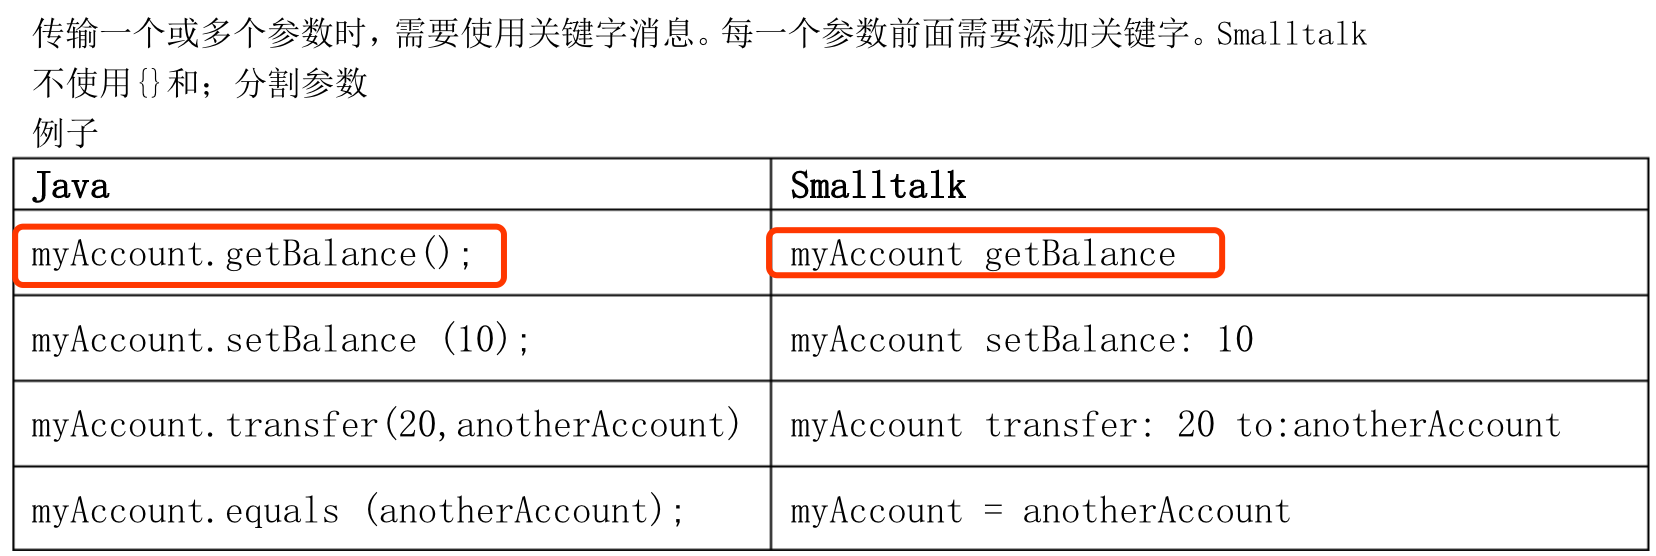 传输一个或多个参数时，需要使用关键字消息。每一个参数前面需要添加关键字。Smalltalk
不使用{}和；分割参数
例子
Java Smalltalk
myAccount.getBalance(); myAccount getBalance
myAccount.setBalance (10); myAccount setBalance: 10
myAccount.transfer(20,anotherAccount) myAccount transfer: 20 to:anotherAccount
myAccount.equals (anotherAccount); myAccount = anotherAccount